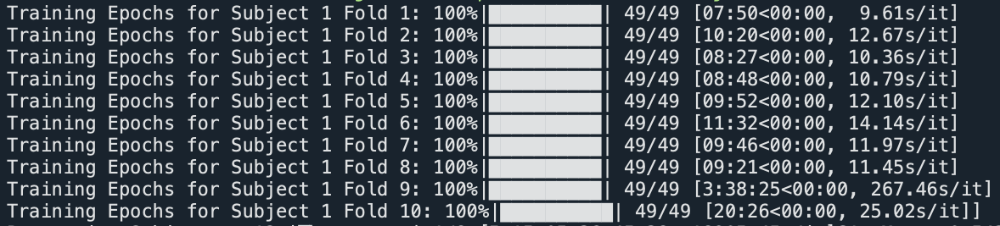 Training Epochs for Subject 1 Fold 1: 100%|██████████| 49/49 [07:50<00:00,  9.61s/it]
Training Epochs for Subject 1 Fold 2: 100%|██████████| 49/49 [10:20<00:00, 12.67s/it]
Training Epochs for Subject 1 Fold 3: 100%|██████████| 49/49 [08:27<00:00, 10.36s/it]
Training Epochs for Subject 1 Fold 4: 100%|██████████| 49/49 [08:48<00:00, 10.79s/it]
Training Epochs for Subject 1 Fold 5: 100%|██████████| 49/49 [09:52<00:00, 12.10s/it]
Training Epochs for Subject 1 Fold 6: 100%|██████████| 49/49 [11:32<00:00, 14.14s/it]
Training Epochs for Subject 1 Fold 7: 100%|██████████| 49/49 [09:46<00:00, 11.97s/it]
Training Epochs for Subject 1 Fold 8: 100%|██████████| 49/49 [09:21<00:00, 11.45s/it]
Training Epochs for Subject 1 Fold 9: 100%|██████████| 49/49 [3:38:25<00:00, 267.46s/it]
Training Epochs for Subject 1 Fold 10: 100%|██████████| 49/49 [20:26<00:00, 25.02s/it]]